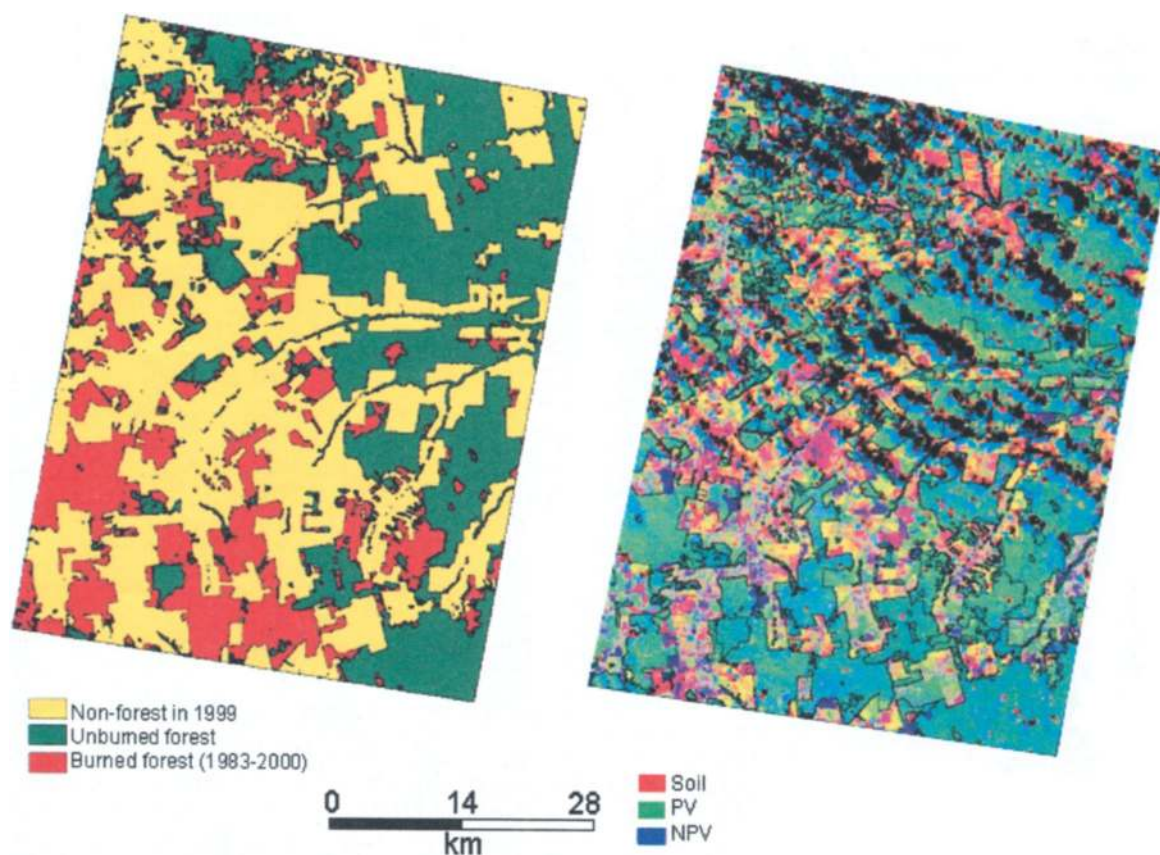 Non-forest in 1999
Unburned forest
Burned forest (1983-2000)
0 14 28
km
Soil
PV
NPV